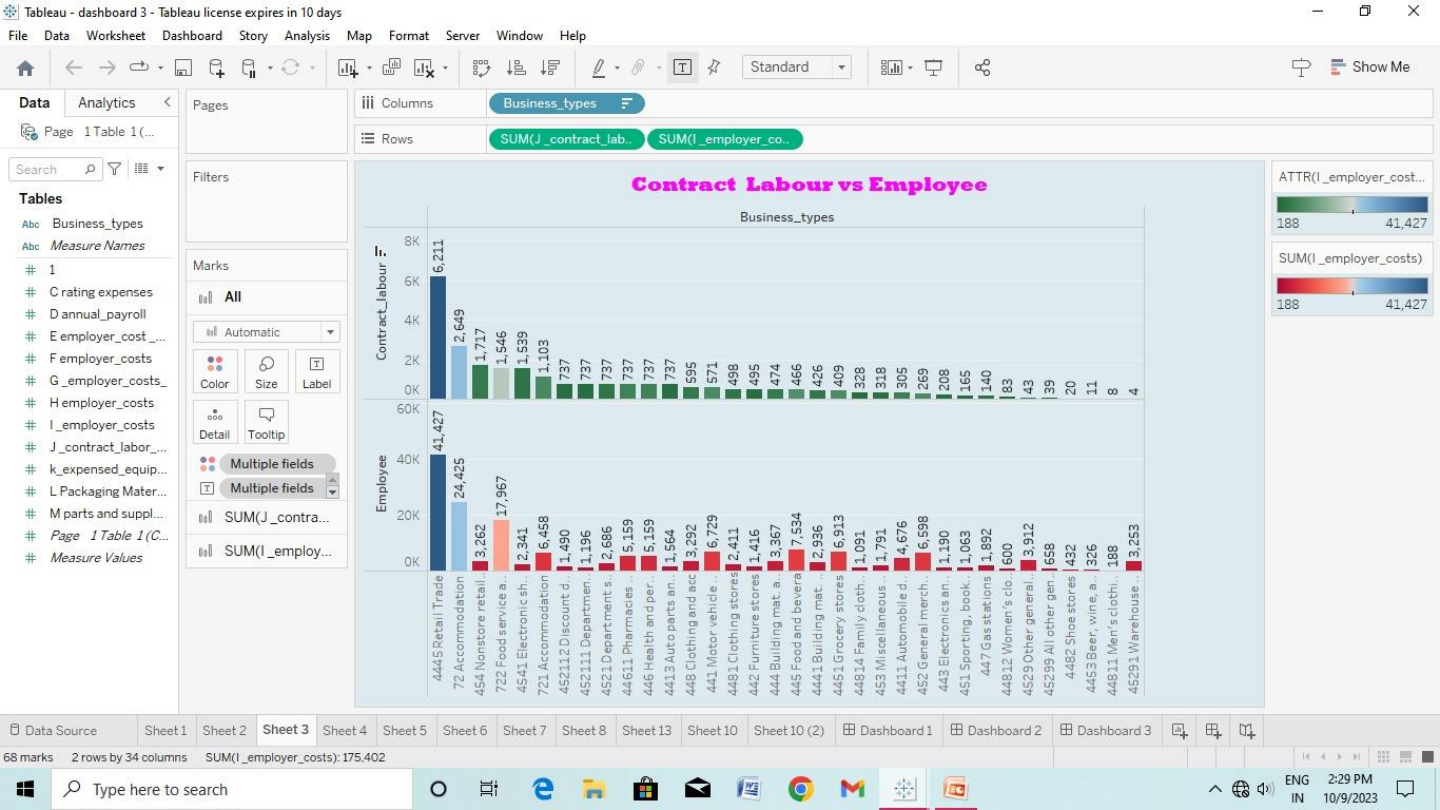 Tableau - dashboard 3 - Tableau license expires in 10 days
File Data Worksheet Dashboard Story Analysis Map Format Server Window Help
Standard
Show Me
Data Analytics
Page 1 Table 1 (...
Search
Tables
Abc Business_types
Abc Measure Names
# 1
# C rating expenses
# D annual_payroll
# E employer_cost _...
# F employer_costs
# G _employer_costs_
# H employer_costs
# I _employer_costs
# J _contract_labor_...
# k_expensed_equip...
# L Packaging Mater...
# M parts and suppl...
# Page 1 Table 1 (C...
# Measure Values
Pages
Filters
Marks
All
Automatic
Color Size Label
Detail Tooltip
Multiple fields
Multiple fields
SUM(J _contra...
SUM(I _employ...
Columns
Business_types
Rows
SUM(J _contract_lab..
SUM(I _employer_co..
Contract Labour vs Employee
Business_types
Contract_labour
8K
6K
4K
2K
0K
6,211 2,649 1,717 1,546 1,539 1,103 737 737 737 737 737 737 595 571 498 495 474 466 426 409 328 318 305 269 208 165 140 83 43 39 20 11 8 4
Employee
60K
40K
20K
0K
41,427 24,425 3,262 17,967 2,341 6,458 1,490 1,196 2,686 5,159 5,159 1,564 3,292 6,729 2,411 1,416 3,367 7,534 2,936 6,913 1,091 1,791 4,676 6,598 1,190 1,063 1,892 600 3,912 658 432 326 188 3,253
4445 Retail Trade
72 Accommodation
454 Nonstore retail..
722 Food service a..
4541 Electronic sh..
721 Accommodation
452112 Discount d..
452111 Departmen..
4521 Department s..
44611 Pharmacies ..
446 Health and per..
4413 Auto parts an..
448 Clothing and acc
441 Motor vehicle ..
4481 Clothing stores
442 Furniture stores
444 Building mat. a..
445 Food and bevera
4441 Building mat. ..
4451 Grocery stores
44814 Family cloth..
453 Miscellaneous ..
4411 Automobile d..
452 General merch..
443 Electronics an..
451 Sporting, book..
447 Gas stations
44812 Women's clo..
4529 Other general..
45299 All other gen..
4482 Shoe stores
4453 Beer, wine, a..
44811 Men's clothi..
45291 Warehouse ..
ATTR(I _employer_cost...
188 41,427
SUM(I _employer_costs)
188 41,427
Data Source Sheet 1 Sheet 2 Sheet 3 Sheet 4 Sheet 5 Sheet 6 Sheet 7 Sheet 8 Sheet 13 Sheet 10 Sheet 10 (2) Dashboard 1 Dashboard 2 Dashboard 3
68 marks 2 rows by 34 columns SUM(I _employer_costs): 175,402
Type here to search
ENG
IN
2:29 PM
10/9/2023